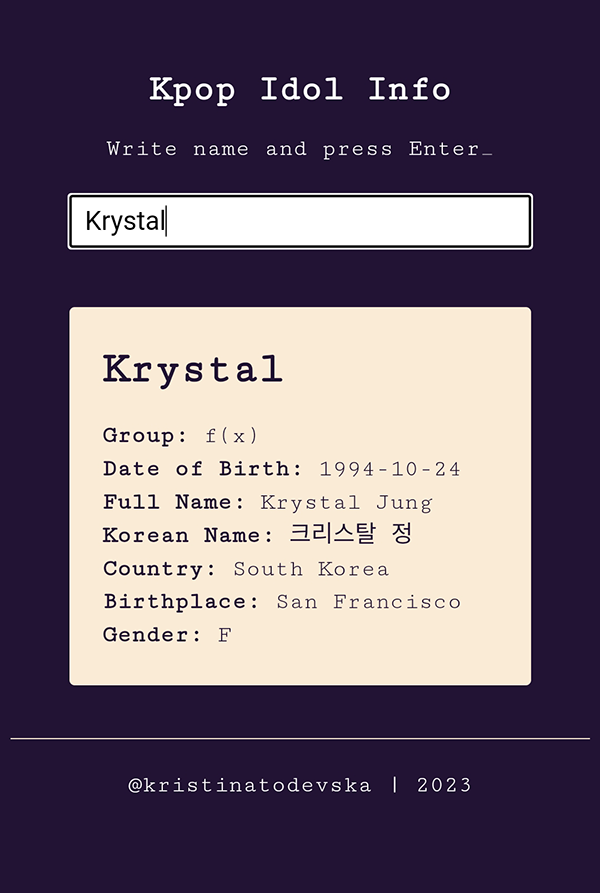 Kpop Idol Info
Write name and press Enter_
Krystal
Krystal
Group: f(x)
Date of Birth: 1994-10-24
Full Name: Krystal Jung
Korean Name: 크리스탈 정
Country: South Korea
Birthplace: San Francisco
Gender: F
@kristinatodevska | 2023